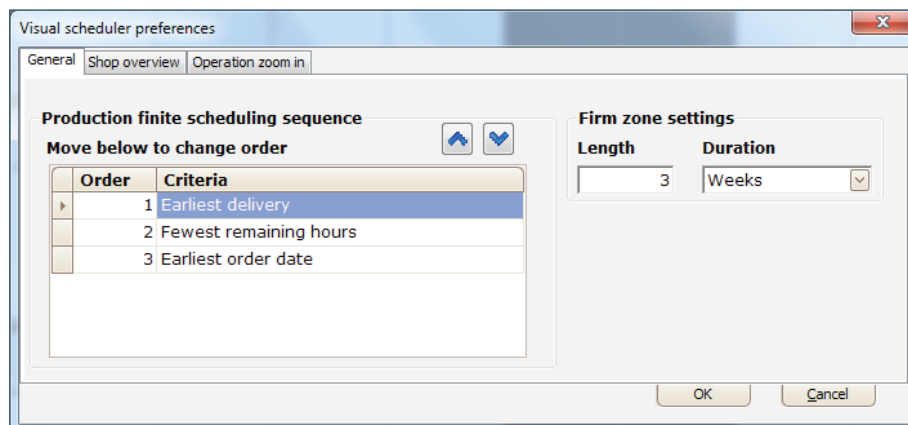 Visual scheduler preferences
General Shop overview Operation zoom in
Production finite scheduling sequence
Move below to change order
Order Criteria
1 Earliest delivery
2 Fewest remaining hours
3 Earliest order date
Firm zone settings
Length Duration
3 Weeks
OK Cancel